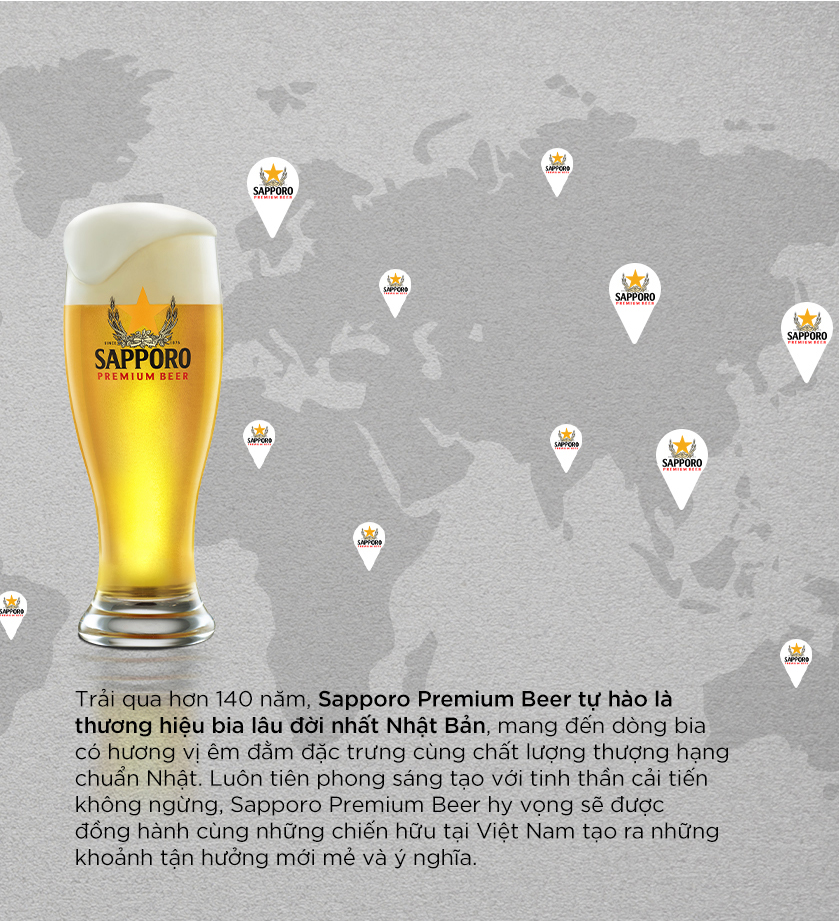 SAPPORO
PREMIUM BEER
SAPPORO
PREMIUM BEER
SAPPORO
PREMIUM BEER
SAPPORO
SAPPORO
PREMIUM BEER
SINCE 1876
SAPPORO
PREMIUM BEER
SAPPORO
PREMIUM BEER
SAPPORO
PREMIUM BEER
SAPPORO
PREMIUM BEER
SAPPORO
PREMIUM BEER
SAPPORO
PREMIUM BEER
SAPPORO
SAPPORO
PREMIUM BEER
Trải qua hơn 140 năm, Sapporo Premium Beer tự hào là
thương hiệu bia lâu đời nhất Nhật Bản, mang đến dòng bia
có hương vị êm đằm đặc trưng cùng chất lượng thượng hạng
chuẩn Nhật. Luôn tiên phong sáng tạo với tinh thần cải tiến
không ngừng, Sapporo Premium Beer hy vọng sẽ được
đồng hành cùng những chiến hữu tại Việt Nam tạo ra những
khoảnh tận hưởng mới mẻ và ý nghĩa.